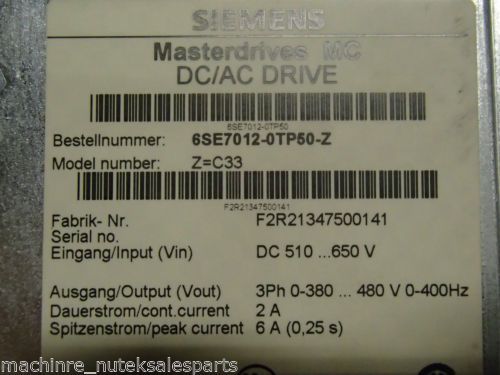 SIEMENS
Masterdrives MC
DC/AC DRIVE
6SE7012-0TP50
Bestellnummer: 6SE7012-0TP50-Z
Model number: Z=C33
F2R21347500141
Fabrik- Nr. F2R21347500141
Serial no.
Eingang/Input (Vin) DC 510 ...650 V
Ausgang/Output (Vout) 3Ph 0-380 ... 480 V 0-400Hz
Dauerstrom/cont.current 2 A
Spitzenstrom/peak current 6 A (0,25 s)
machinre_nuteksalesparts